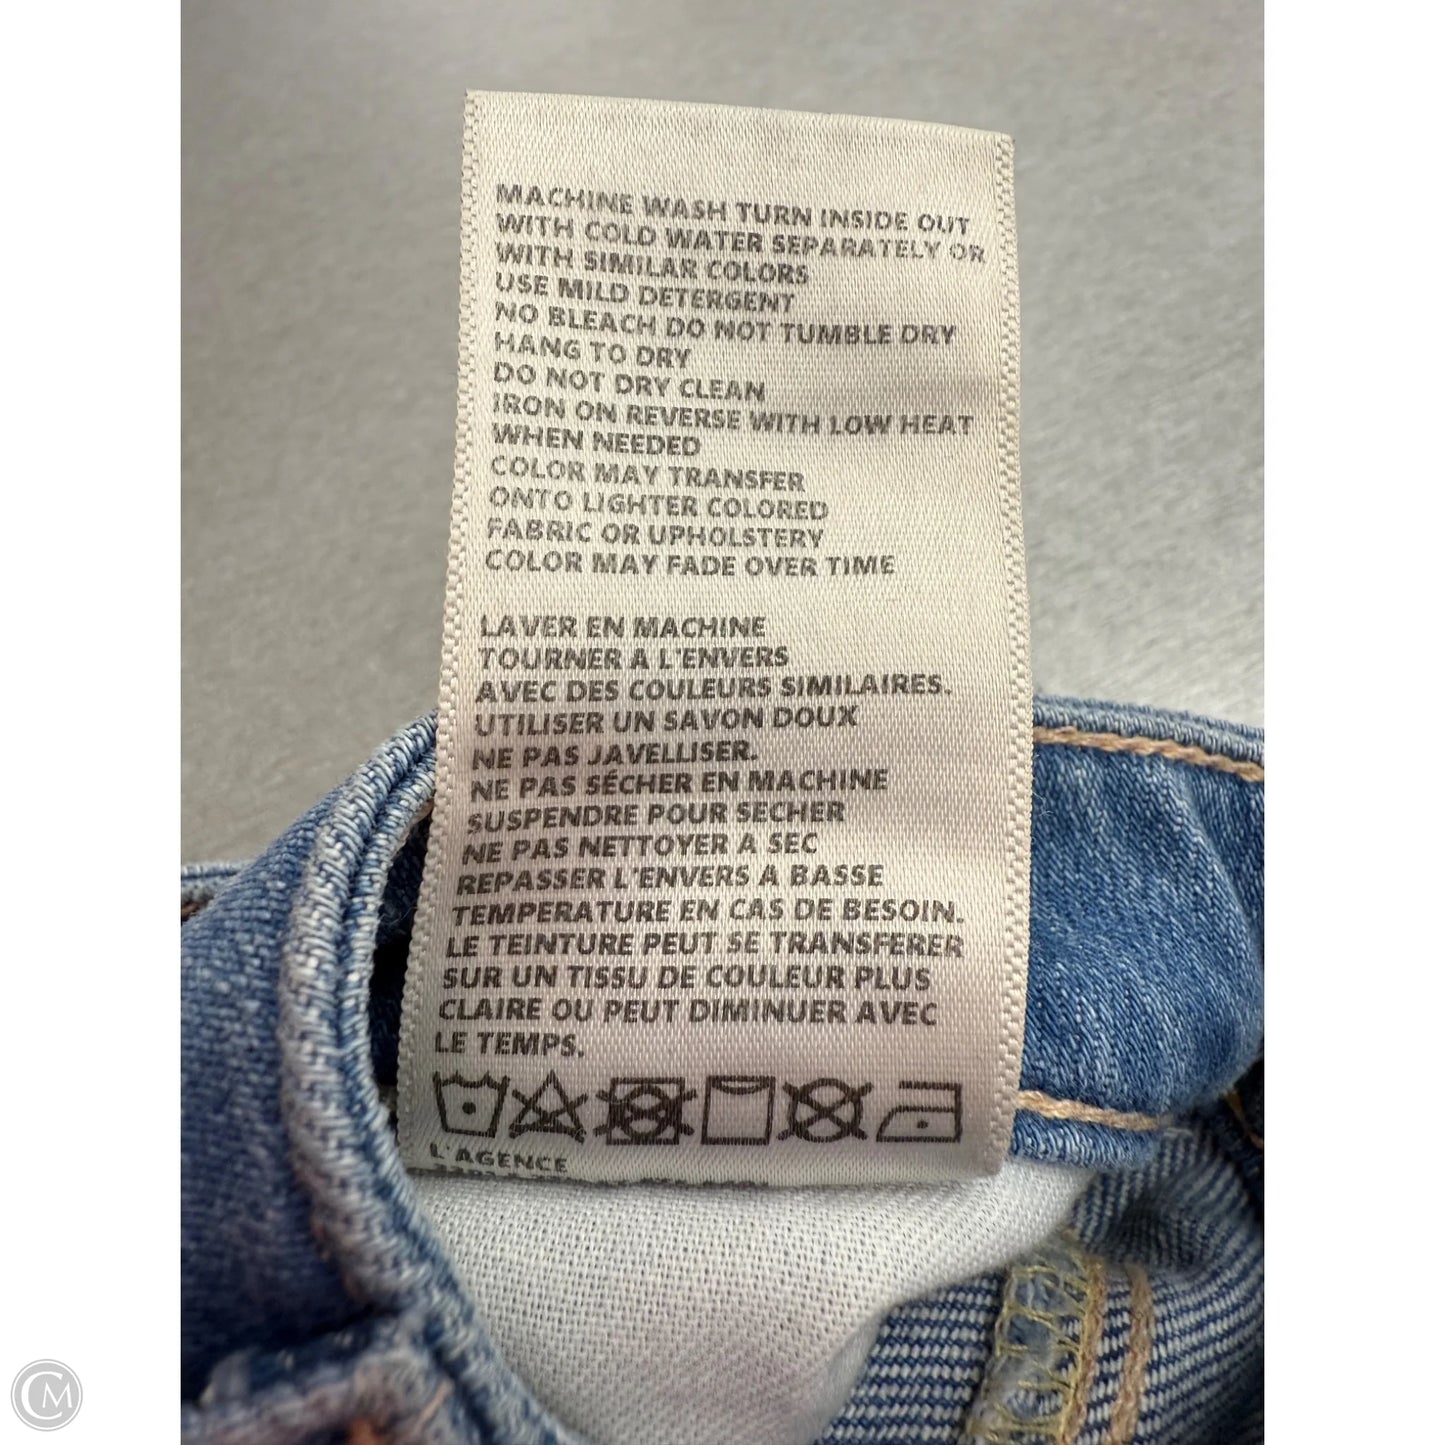 MACHINE WASH TURN INSIDE OUT
WITH COLD WATER SEPARATELY OR
WITH SIMILAR COLORS
USE MILD DETERGENT
NO BLEACH DO NOT TUMBLE DRY
HANG TO DRY
DO NOT DRY CLEAN
IRON ON REVERSE WITH LOW HEAT
WHEN NEEDED
COLOR MAY TRANSFER
ONTO LIGHTER COLORED
FABRIC OR UPHOLSTERY
COLOR MAY FADE OVER TIME
LAVER EN MACHINE
TOURNER A L'ENVERS
AVEC DES COULEURS SIMILAIRES.
UTILISER UN SAVON DOUX
NE PAS JAVELLISER.
NE PAS SÉCHER EN MACHINE
SUSPENDRE POUR SECHER
NE PAS NETTOYER A SEC
REPASSER L'ENVERS A BASSE
TEMPERATURE EN CAS DE BESOIN.
LE TEINTURE PEUT SE TRANSFERER
SUR UN TISSU DE COULEUR PLUS
CLAIRE OU PEUT DIMINUER AVEC
LE TEMPS.
L'AGENCE
CM